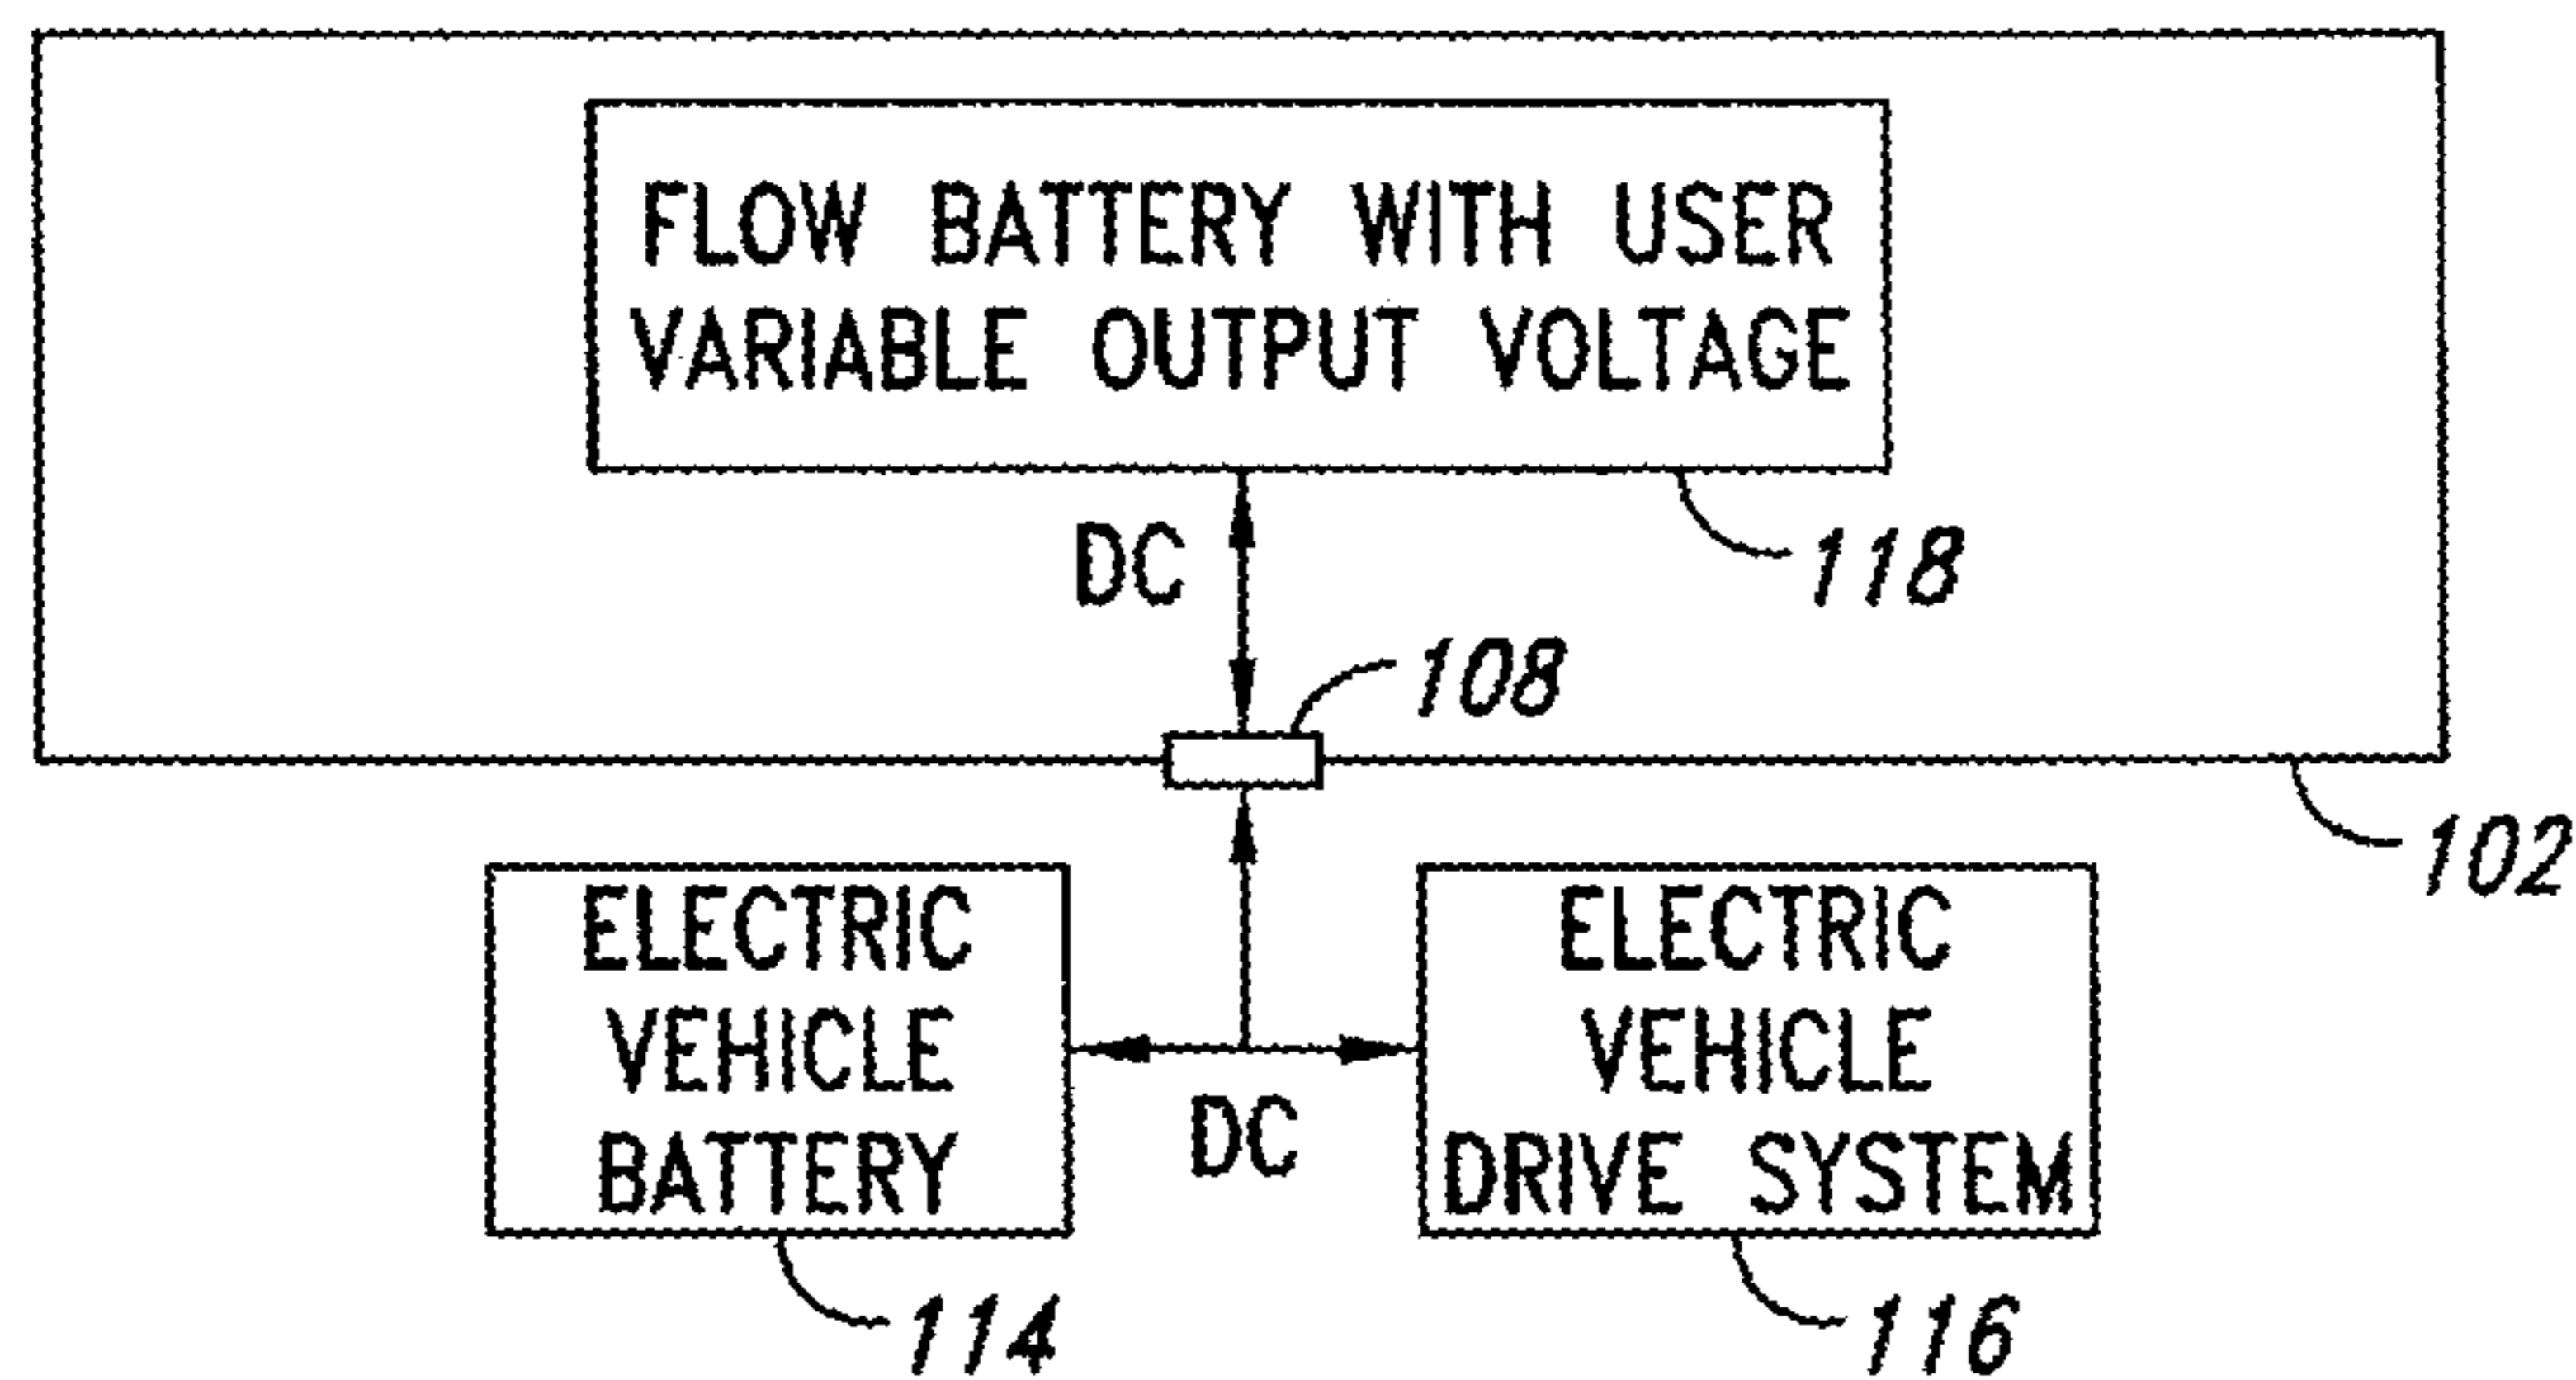 FLOW BATTERY WITH USER
VARIABLE OUTPUT VOLTAGE
DC
118
108
102
ELECTRIC
VEHICLE
BATTERY
DC
ELECTRIC
VEHICLE
DRIVE SYSTEM
114
116